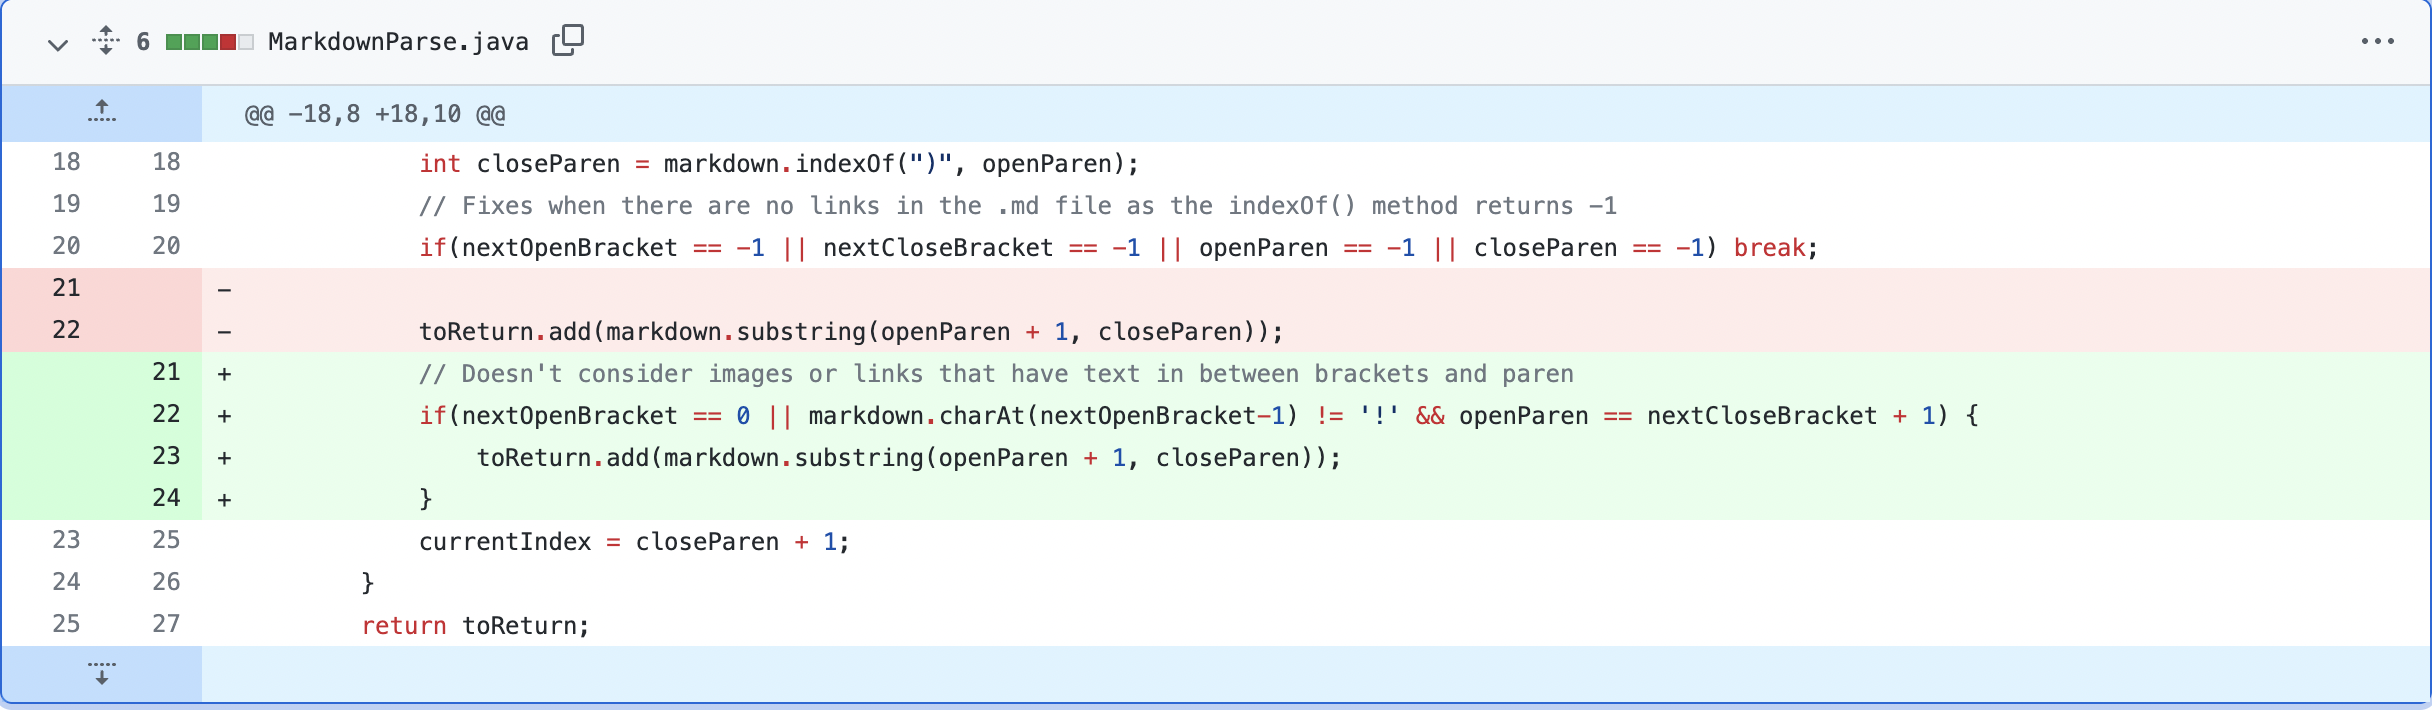 6 MarkdownParse.java
@@ -18,8 +18,10 @@
18 18 int closeParen = markdown.indexOf(")", openParen);
19 19 // Fixes when there are no links in the .md file as the indexOf() method returns -1
20 20 if(nextOpenBracket == -1 || nextCloseBracket == -1 || openParen == -1 || closeParen == -1) break;
21 -
22 - toReturn.add(markdown.substring(openParen + 1, closeParen));
21 + // Doesn't consider images or links that have text in between brackets and paren
22 + if(nextOpenBracket == 0 || markdown.charAt(nextOpenBracket-1) != '!' && openParen == nextCloseBracket + 1) {
23 + toReturn.add(markdown.substring(openParen + 1, closeParen));
24 + }
23 25 currentIndex = closeParen + 1;
24 26 }
25 27 return toReturn;